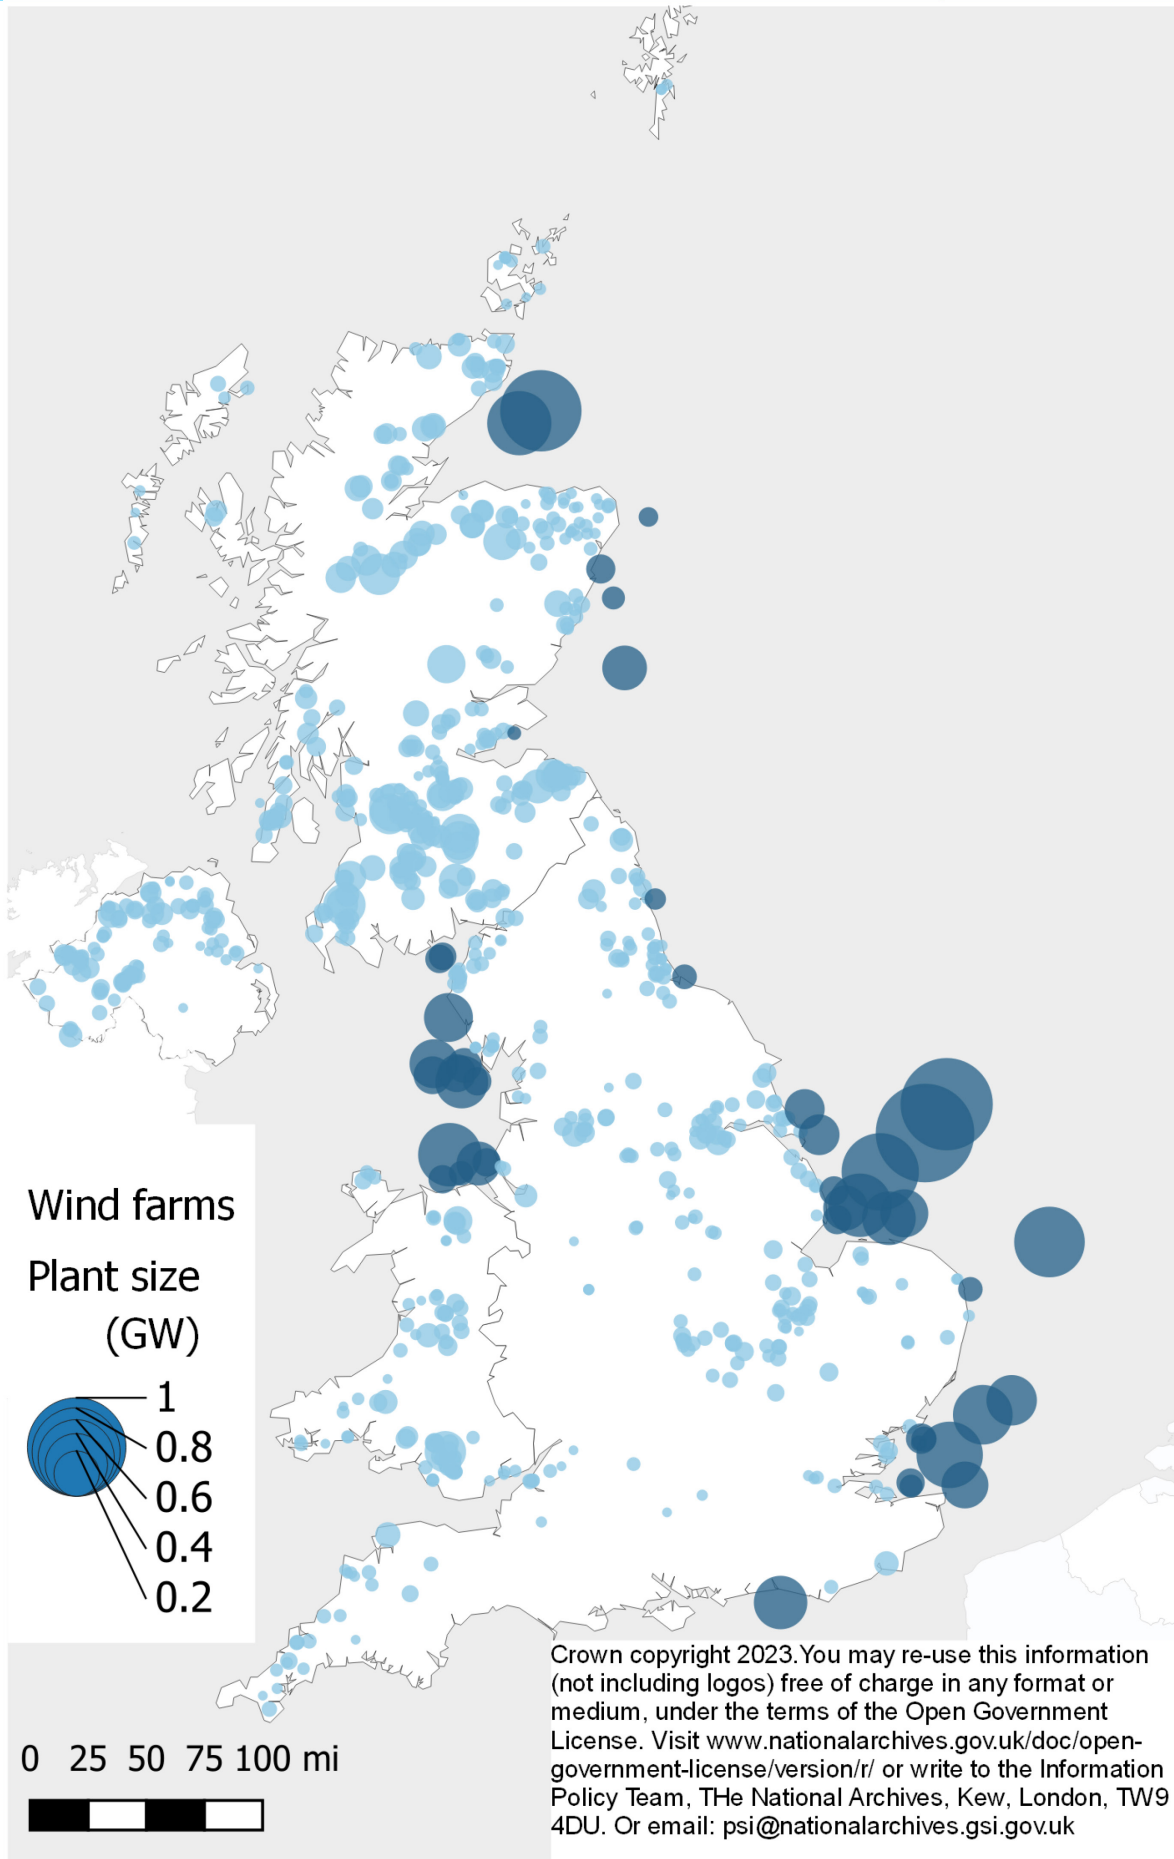 Wind farms
Plant size
(GW)
1
0.8
0.6
0.4
0.2
0 25 50 75 100 mi
Crown copyright 2023.You may re-use this information
(not including logos) free of charge in any format or
medium, under the terms of the Open Government
License. Visit www.nationalarchives.gov.uk/doc/open-
government-license/version/r/ or write to the Information
Policy Team, THe National Archives, Kew, London, TW9
4DU. Or email: psi@nationalarchives.gsi.gov.uk